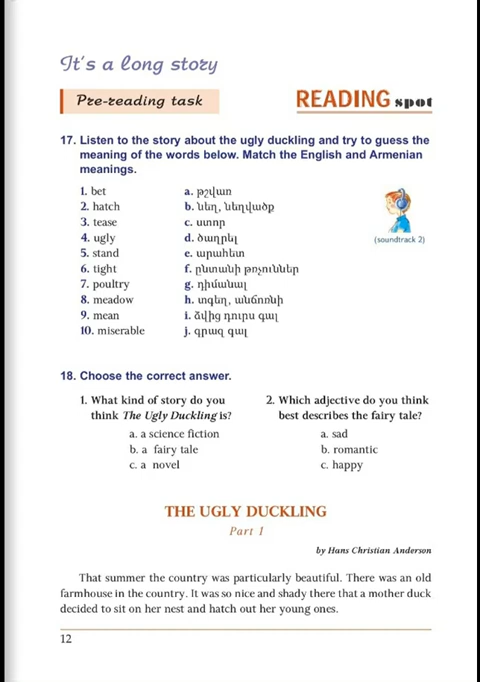 It's a long story
Pre-reading task
READING spot
17. Listen to the story about the ugly duckling and try to guess the
meaning of the words below. Match the English and Armenian
meanings.
1. bet a. թշվառ
2. hatch b. նեղ, նեղվածք
3. tease c. ստոր
4. ugly d. ծաղրել
5. stand e. արահետ
6. tight f. ընտանի թռչուններ
7. poultry g. դիմանալ
8. meadow h. տգեղ, անճոռնի
9. mean i. ձվից դուրս գալ
10. miserable j. գրազ գալ
(soundtrack 2)
18. Choose the correct answer.
1. What kind of story do you
think The Ugly Duckling is?
a. a science fiction
b. a fairy tale
c. a novel
2. Which adjective do you think
best describes the fairy tale?
a. sad
b. romantic
c. happy
THE UGLY DUCKLING
Part 1
by Hans Christian Anderson
That summer the country was particularly beautiful. There was an old
farmhouse in the country. It was so nice and shady there that a mother duck
decided to sit on her nest and hatch out her young ones.
12